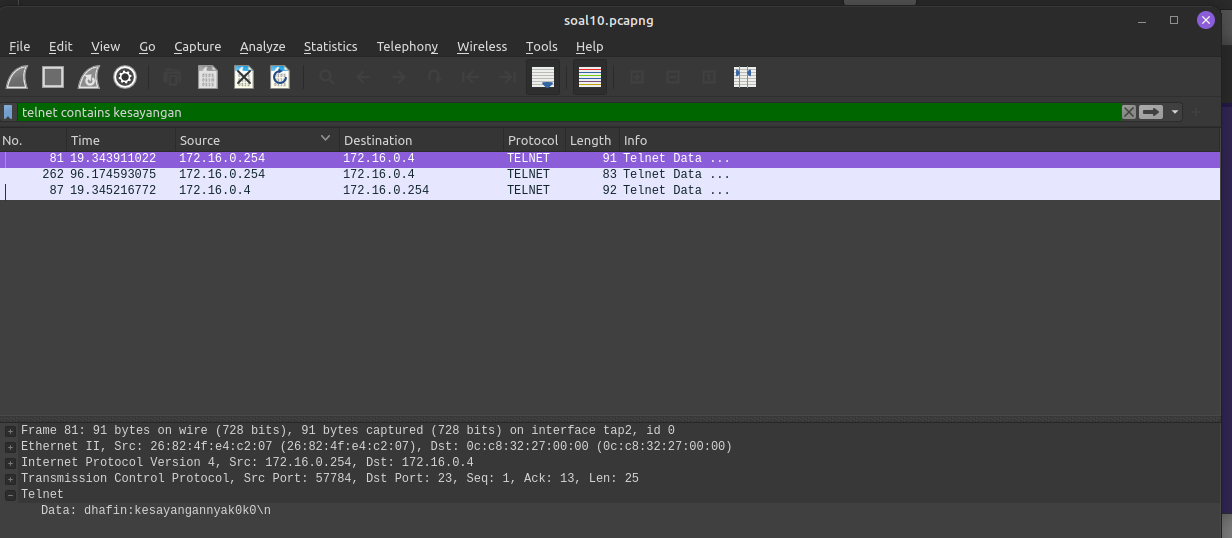 soal10.pcapng
File Edit View Go Capture Analyze Statistics Telephony Wireless Tools Help
telnet contains kesayangan
No. Time Source Destination Protocol Length Info
81 19.343911022 172.16.0.254 172.16.0.4 TELNET 91 Telnet Data ...
262 96.174593075 172.16.0.254 172.16.0.4 TELNET 83 Telnet Data ...
87 19.345216772 172.16.0.4 172.16.0.254 TELNET 92 Telnet Data ...
Frame 81: 91 bytes on wire (728 bits), 91 bytes captured (728 bits) on interface tap2, id 0
Ethernet II, Src: 26:82:4f:e4:c2:07 (26:82:4f:e4:c2:07), Dst: 0c:c8:32:27:00:00 (0c:c8:32:27:00:00)
Internet Protocol Version 4, Src: 172.16.0.254, Dst: 172.16.0.4
Transmission Control Protocol, Src Port: 57784, Dst Port: 23, Seq: 1, Ack: 13, Len: 25
Telnet
Data: dhafin:kesayangannyak0k0\n